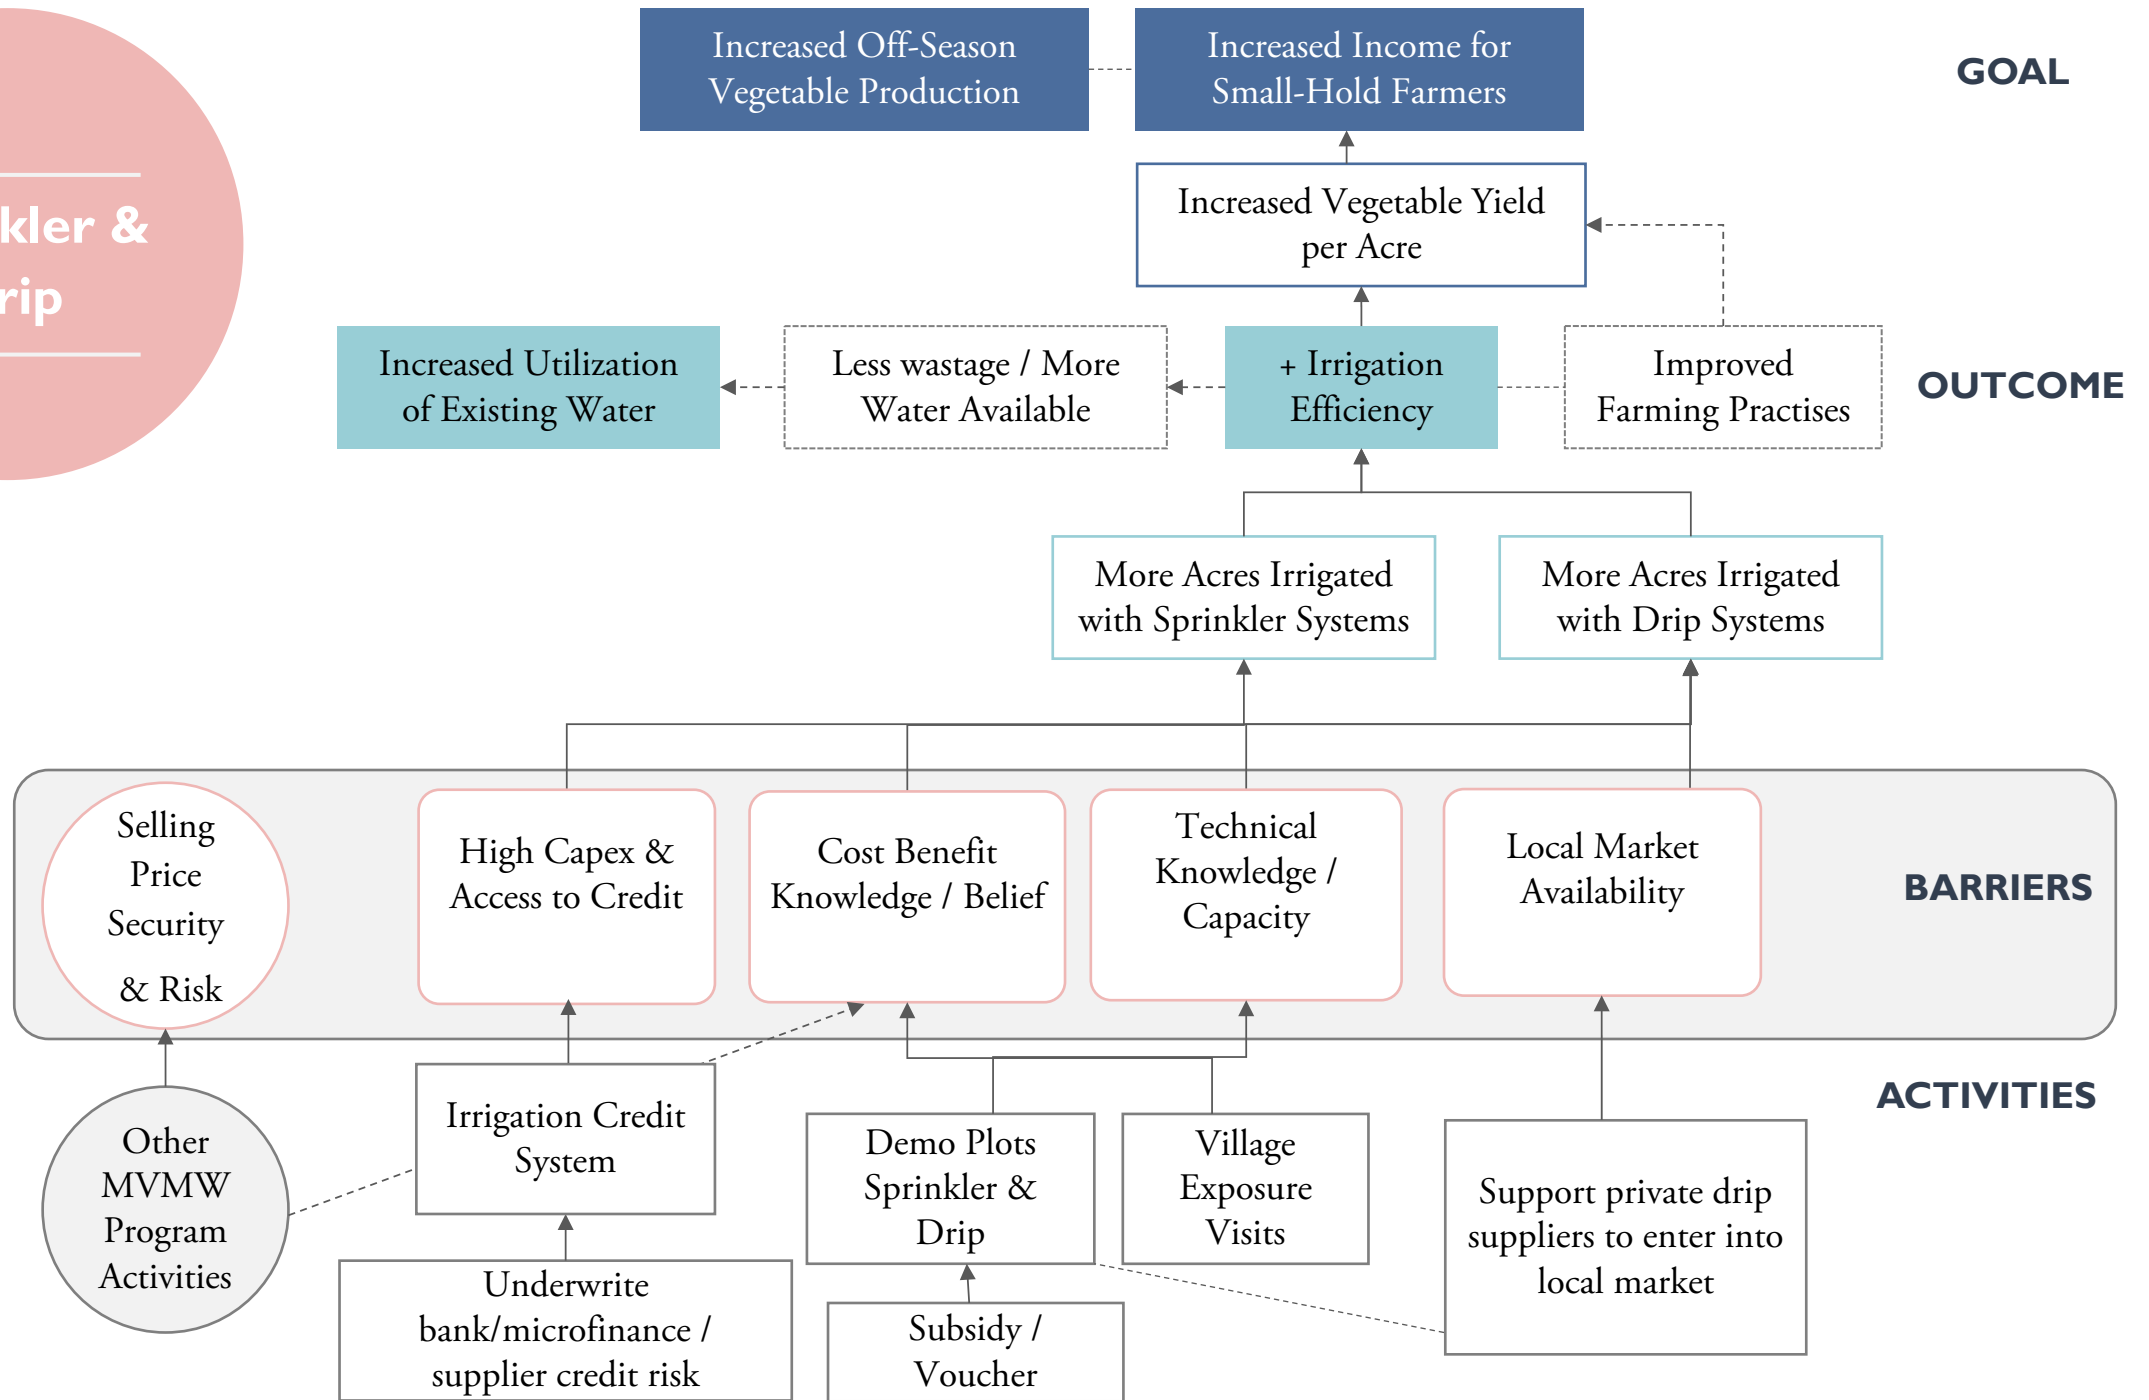 Increased Off-Season
Vegetable Production
Increased Income for
Small-Hold Farmers
GOAL
Increased Vegetable Yield
per Acre
kler &
rip
Increased Utilization
of Existing Water
Less wastage / More
Water Available
+ Irrigation
Efficiency
Improved
Farming Practises
OUTCOME
More Acres Irrigated
with Sprinkler Systems
More Acres Irrigated
with Drip Systems
Selling
Price
Security
& Risk
High Capex &
Access to Credit
Cost Benefit
Knowledge / Belief
Technical
Knowledge /
Capacity
Local Market
Availability
BARRIERS
ACTIVITIES
Other
MVMW
Program
Activities
Irrigation Credit
System
Demo Plots
Sprinkler &
Drip
Village
Exposure
Visits
Support private drip
suppliers to enter into
local market
Underwrite
bank/microfinance /
supplier credit risk
Subsidy /
Voucher